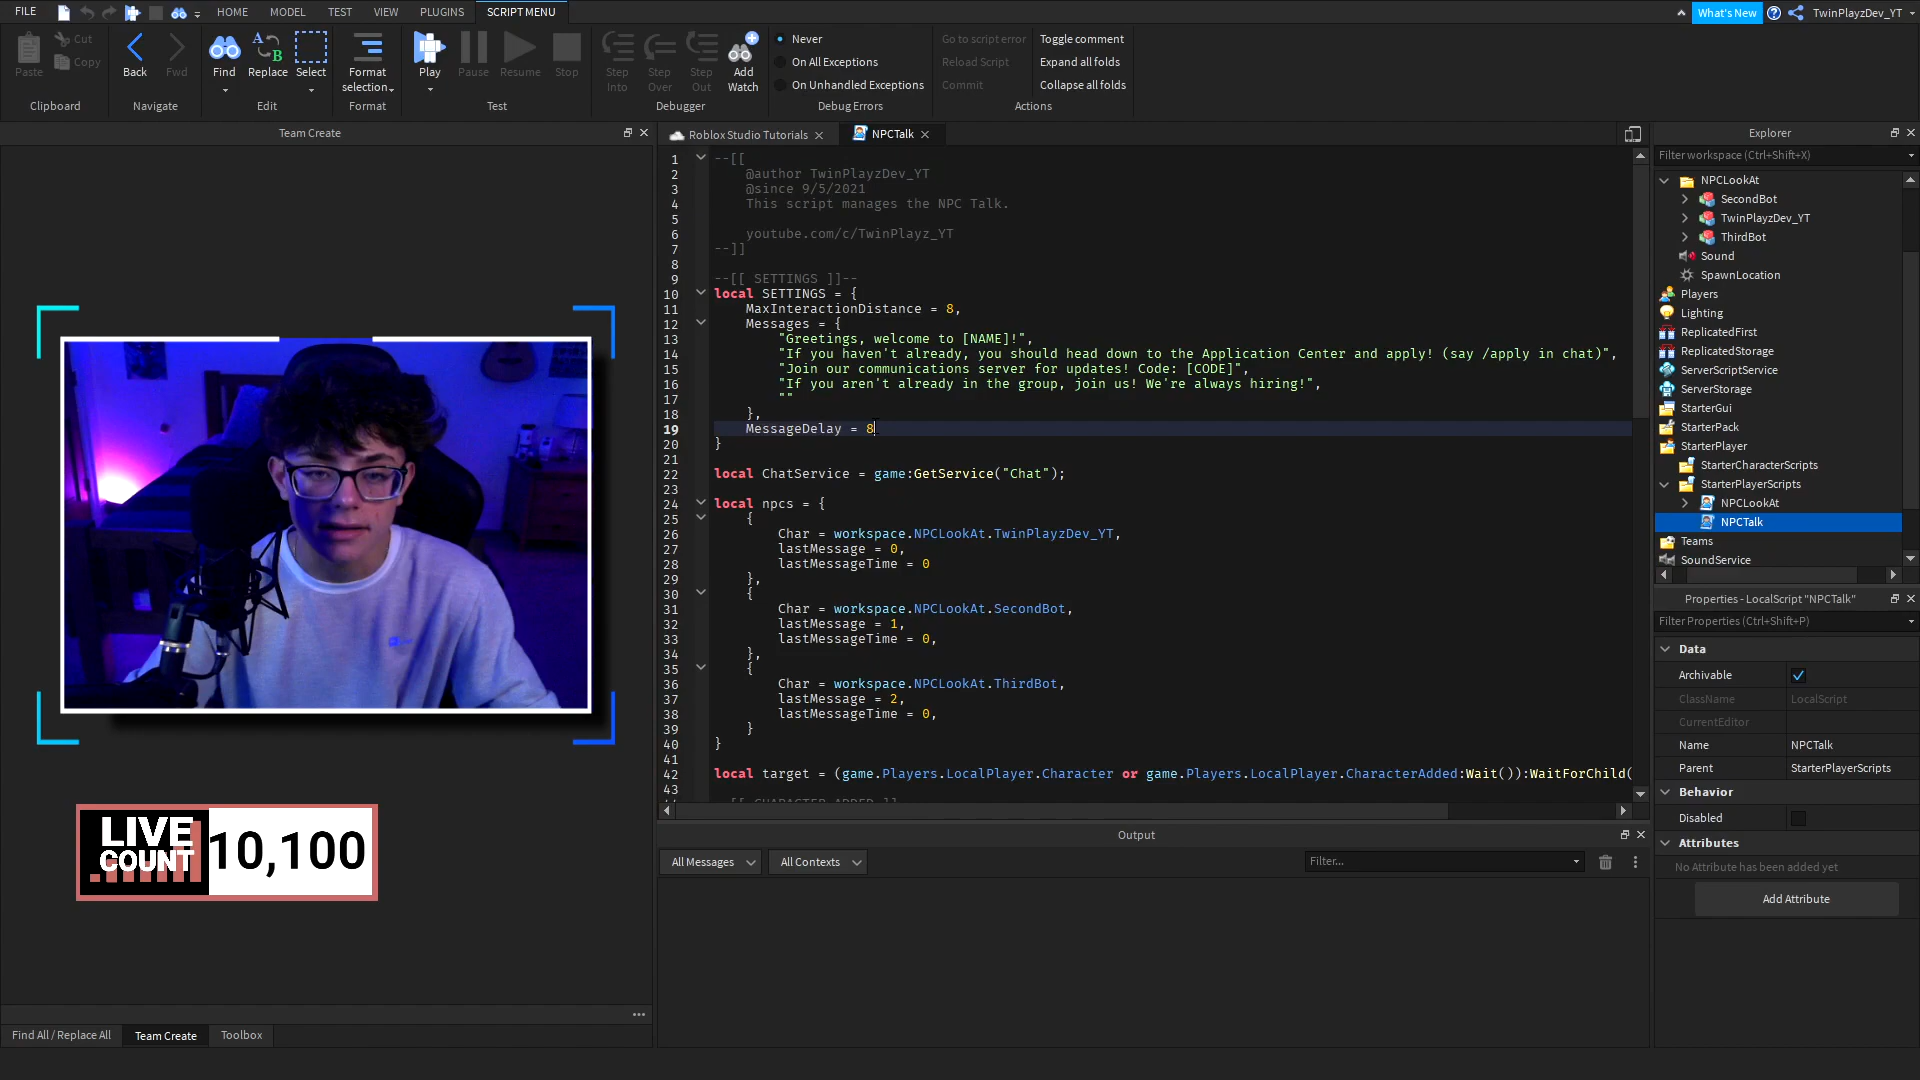 FILE
HOME
MODEL
TEST
VIEW
PLUGINS
SCRIPT MENU
What's New
TwinPlayzDev_YT
Paste
Cut
Copy
Clipboard
Back
Fwd
Navigate
Find
Replace
Select
Edit
Format
selection
Format
Play
Pause
Resume
Stop
Test
Step
Into
Step
Over
Step
Out
Add
Watch
Debugger
Never
On All Exceptions
On Unhandled Exceptions
Debug Errors
Go to script error
Reload Script
Commit
Toggle comment
Expand all folds
Collapse all folds
Actions
Team Create
LIVE
COUNT
10,100
Find All / Replace All
Team Create
Toolbox
Roblox Studio Tutorials
NPCTalk
1 --[[
2 @author TwinPlayzDev_YT
3 @since 9/5/2021
4 This script manages the NPC Talk.
5
6 youtube.com/c/TwinPlayz_YT
7 --]]
8
9 --[[ SETTINGS ]]--
10 local SETTINGS = {
11 MaxInteractionDistance = 8,
12 Messages = {
13 "Greetings, welcome to [NAME]!",
14 "If you haven't already, you should head down to the Application Center and apply! (say /apply in chat)",
15 "Join our communications server for updates! Code: [CODE]",
16 "If you aren't already in the group, join us! We're always hiring!",
17 ""
18 },
19 MessageDelay = 8
20 }
21
22 local ChatService = game:GetService("Chat");
23
24 local npcs = {
25 {
26 Char = workspace.NPCLookAt.TwinPlayzDev_YT,
27 lastMessage = 0,
28 lastMessageTime = 0
29 },
30 {
31 Char = workspace.NPCLookAt.SecondBot,
32 lastMessage = 1,
33 lastMessageTime = 0,
34 },
35 {
36 Char = workspace.NPCLookAt.ThirdBot,
37 lastMessage = 2,
38 lastMessageTime = 0,
39 }
40 }
41
42 local target = (game.Players.LocalPlayer.Character or game.Players.LocalPlayer.CharacterAdded:Wait()):WaitForChild(
43
Output
All Messages
All Contexts
Filter...
Explorer
Filter workspace (Ctrl+Shift+X)
NPCLookAt
SecondBot
TwinPlayzDev_YT
ThirdBot
Sound
SpawnLocation
Players
Lighting
ReplicatedFirst
ReplicatedStorage
ServerScriptService
ServerStorage
StarterGui
StarterPack
StarterPlayer
StarterCharacterScripts
StarterPlayerScripts
NPCLookAt
NPCTalk
Teams
SoundService
Properties - LocalScript "NPCTalk"
Filter Properties (Ctrl+Shift+P)
Data
Archivable
ClassName LocalScript
CurrentEditor
Name NPCTalk
Parent StarterPlayerScripts
Behavior
Disabled
Attributes
No Attribute has been added yet
Add Attribute